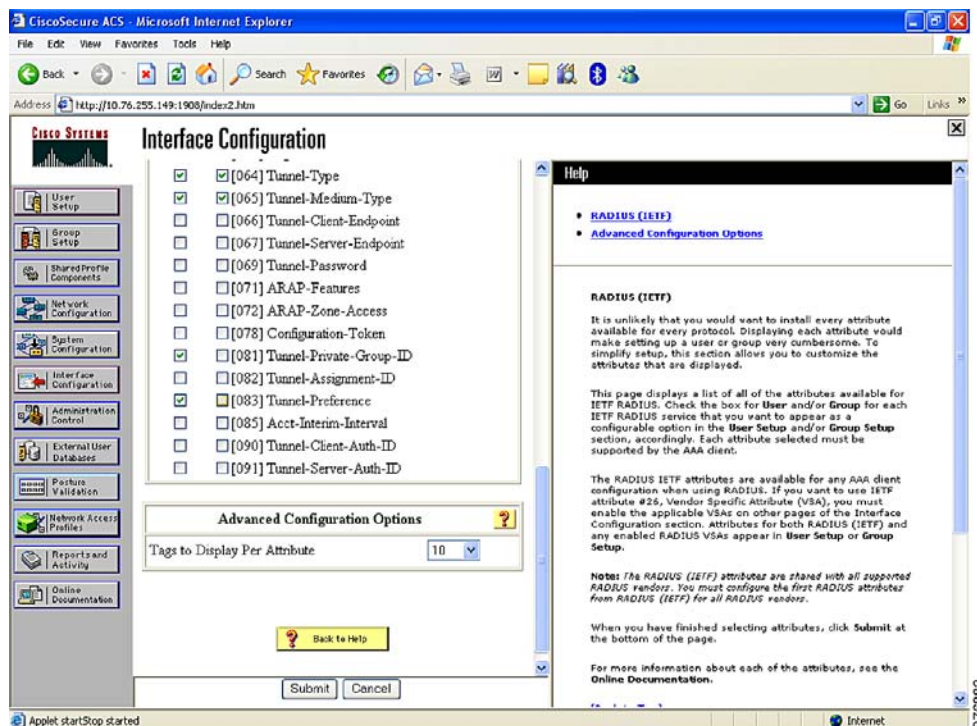 CiscoSecure ACS - Microsoft Internet Explorer
File Edit View Favorites Tools Help
Back Search Favorites
Address http://10.76.255.149:1908/index2.htm Go Links »
CISCO SYSTEMS
Interface Configuration
User Setup
Group Setup
Shared Profile Components
Network Configuration
System Configuration
Interface Configuration
Administration Control
External User Databases
Posture Validation
Network Access Profiles
Reports and Activity
Online Documentation
[064] Tunnel-Type
[065] Tunnel-Medium-Type
[066] Tunnel-Client-Endpoint
[067] Tunnel-Server-Endpoint
[069] Tunnel-Password
[071] ARAP-Features
[072] ARAP-Zone-Access
[078] Configuration-Token
[081] Tunnel-Private-Group-ID
[082] Tunnel-Assignment-ID
[083] Tunnel-Preference
[085] Acct-Interim-Interval
[090] Tunnel-Client-Auth-ID
[091] Tunnel-Server-Auth-ID
Advanced Configuration Options ?
Tags to Display Per Attribute 10
? Back to Help
Submit Cancel
Help
• RADIUS (IETF)
• Advanced Configuration Options
RADIUS (IETF)
It is unlikely that you would want to install every attribute
available for every protocol. Displaying each attribute would
make setting up a user or group very cumbersome. To
simplify setup, this section allows you to customize the
attributes that are displayed.
This page displays a list of all of the attributes available for
IETF RADIUS. Check the box for User and/or Group for each
IETF RADIUS service that you want to appear as a
configurable option in the User Setup and/or Group Setup
section, accordingly. Each attribute selected must be
supported by the AAA client.
The RADIUS IETF attributes are available for any AAA client
configuration when using RADIUS. If you want to use IETF
attribute #26, Vendor Specific Attribute (VSA), you must
enable the applicable VSAs on other pages of the Interface
Configuration section. Attributes for both RADIUS (IETF) and
any enabled RADIUS VSAs appear in User Setup or Group
Setup.
Note: The RADIUS (IETF) attributes are shared with all supported
RADIUS vendors. You must configure the first RADIUS attributes
from RADIUS (IETF) for all RADIUS vendors.
When you have finished selecting attributes, click Submit at
the bottom of the page.
For more information about each of the attributes, see the
Online Documentation.
Applet startStop started
Internet